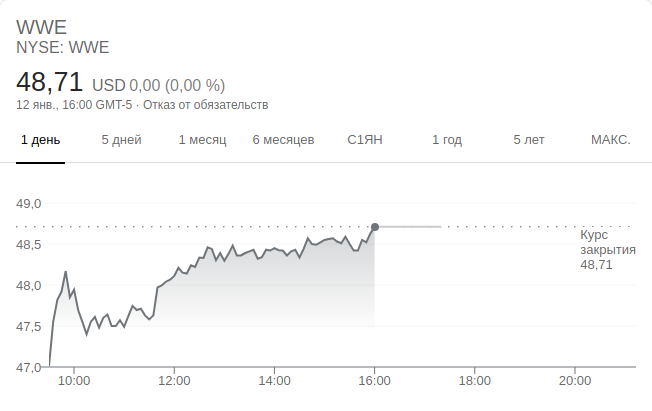 WWE
NYSE: WWE
48,71 USD 0,00 (0,00 %)
12 янв., 16:00 GMT-5 · Отказ от обязательств
1 день 5 дней 1 месяц 6 месяцев С1ЯН 1 год 5 лет МАКС.
49,0
Курс
закрытия
48,71
48,5
48,0
47,5
47,0
10:00 12:00 14:00 16:00 18:00 20:00